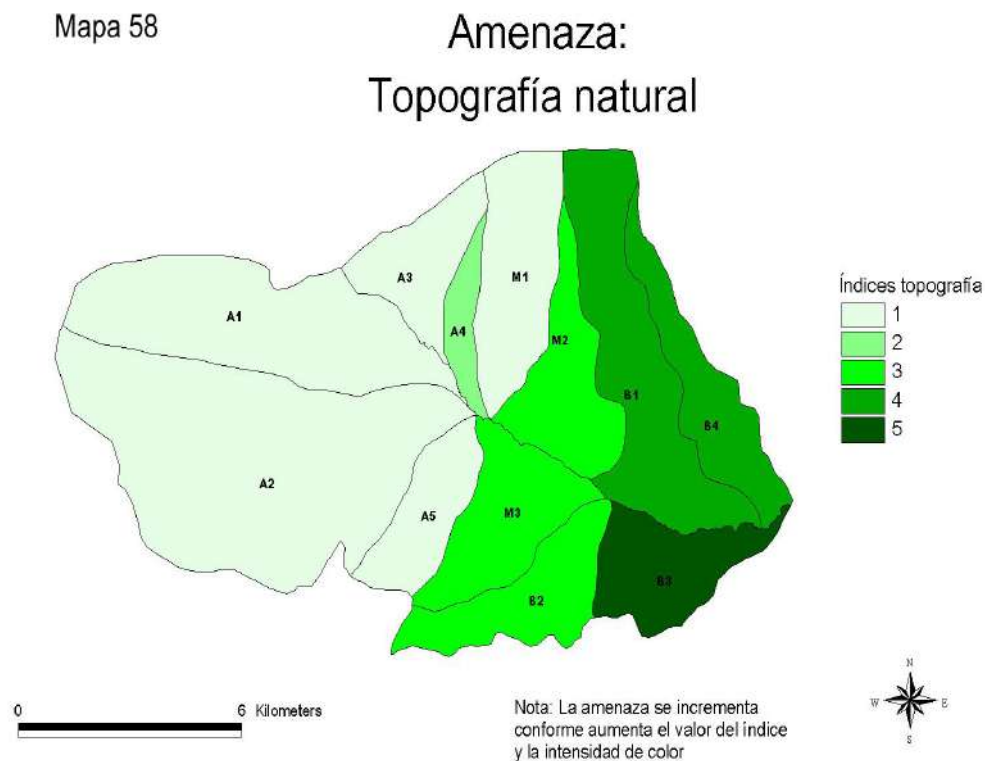 Mapa 58
Amenaza:
Topografía natural
A1
A3
A4
M1
M2
B1
B4
A2
A5
M3
B2
B3
Índices topografía
1
2
3
4
5
0
6 Kilometers
Nota: La amenaza se incrementa
conforme aumenta el valor del indice
y la intensidad de color
N
W
E
S